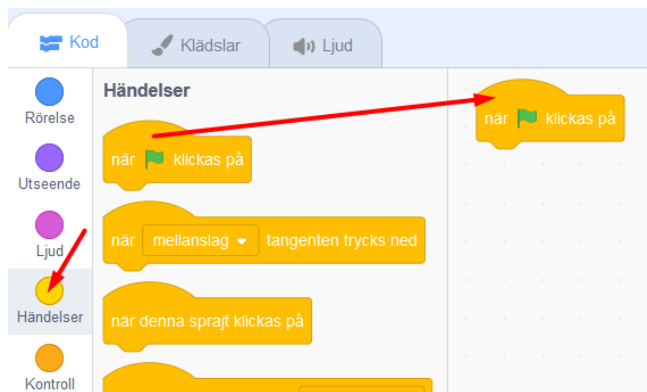 Kod
Klädslar
Ljud
Rörelse
Utseende
Ljud
Händelser
Kontroll
Händelser
när klickas på
när mellanslag tangenten trycks ned
när denna sprajt klickas på
när klickas på